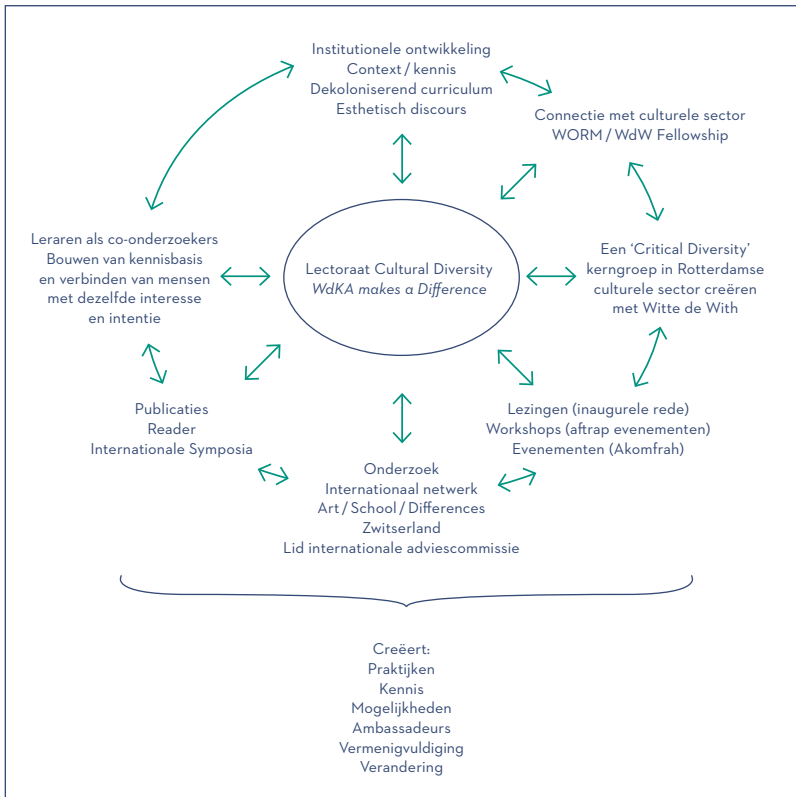 Institutionele ontwikkeling
Context / kennis
Dekoloniserend curriculum
Esthetisch discours
Connectie met culturele sector
WORM / WdW Fellowship
Leraren als co-onderzoekers
Bouwen van kennisbasis
en verbinden van mensen
met dezelfde interesse
en intentie
Lectoraat Cultural Diversity
WdKA makes a Difference
Een ‘Critical Diversity’
kerngroep in Rotterdamse
culturele sector creëren
met Witte de With
Publicaties
Reader
Internationale Symposia
Lezingen (inaugurele rede)
Workshops (aftrap evenementen)
Evenementen (Akomfrah)
Onderzoek
Internationaal netwerk
Art / School / Differences
Zwitserland
Lid internationale adviescommissie
Creëert:
Praktijken
Kennis
Mogelijkheden
Ambassadeurs
Vermenigvuldiging
Verandering